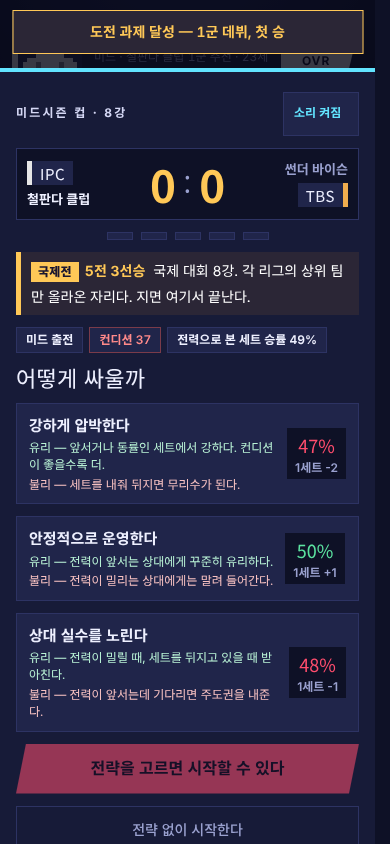 도전 과제 달성 — 1군 데뷔, 첫 승
미드 · 철판다 클럽 1군 주전 · 23세
OVR
미드시즌 컵 · 8강
소리 켜짐
IPC
철판다 클럽
0 : 0
썬더 바이슨
TBS
국제전 5전 3선승 국제 대회 8강. 각 리그의 상위 팀
만 올라온 자리다. 지면 여기서 끝난다.
미드 출전
컨디션 37
전력으로 본 세트 승률 49%
어떻게 싸울까
강하게 압박한다
유리 — 앞서거나 동률인 세트에서 강하다. 컨디션
이 좋을수록 더.
불리 — 세트를 내줘 뒤지면 무리수가 된다.
47%
1세트 -2
안정적으로 운영한다
유리 — 전력이 앞서는 상대에게 꾸준히 유리하다.
불리 — 전력이 밀리는 상대에게는 말려 들어간다.
50%
1세트 +1
상대 실수를 노린다
유리 — 전력이 밀릴 때, 세트를 뒤지고 있을 때 받
아친다.
불리 — 전력이 앞서는데 기다리면 주도권을 내준
다.
48%
1세트 -1
전략을 고르면 시작할 수 있다
전략 없이 시작한다